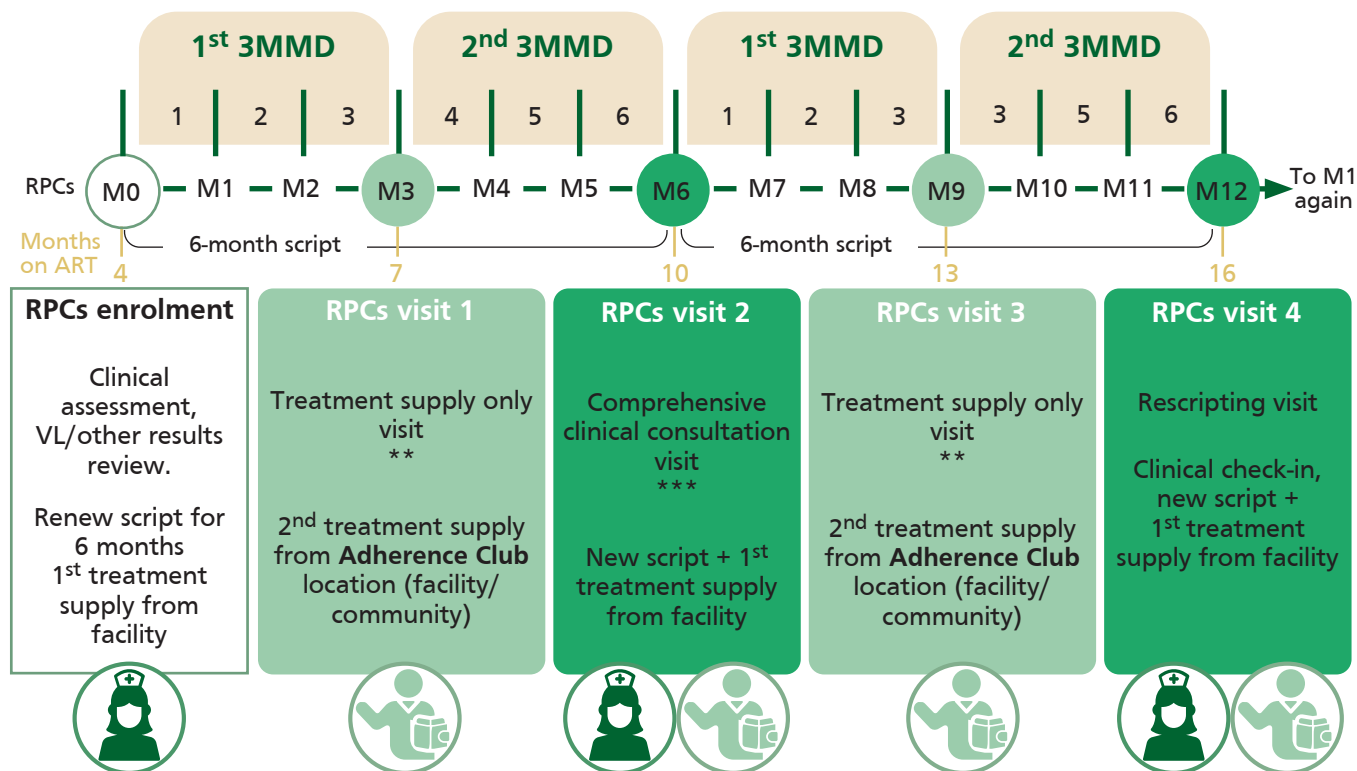 1st 3MMD
2nd 3MMD
1st 3MMD
2nd 3MMD
1 2 3
4 5 6
1 2 3
3 5 6
RPCs
M0 M1 M2 M3 M4 M5 M6 M7 M8 M9 M10 M11 M12
To M1
again
6-month script
6-month script
Months
on ART
4 7 10 13 16
RPCs enrolment
Clinical
assessment,
VL/other results
review.
Renew script for
6 months
1st treatment
supply from
facility
RPCs visit 1
Treatment supply only
visit
**
2nd treatment supply
from Adherence Club
location (facility/
community)
RPCs visit 2
Comprehensive
clinical consultation
visit
***
New script + 1st
treatment supply
from facility
RPCs visit 3
Treatment supply only
visit
**
2nd treatment supply
from Adherence Club
location (facility/
community)
RPCs visit 4
Rescripting visit
Clinical check-in,
new script +
1st treatment
supply from facility